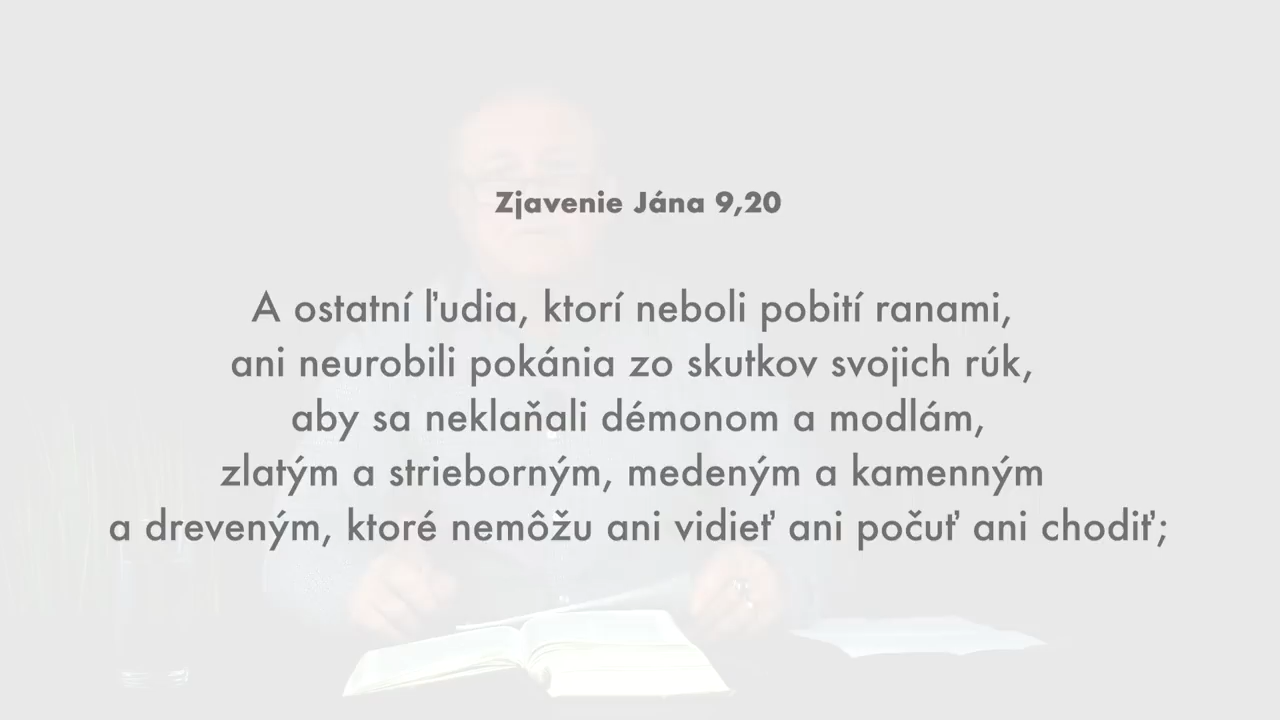 Zjavenie Jána 9,20
A ostatní ľudia, ktorí neboli pobití ranami,
ani neurobili pokánia zo skutkov svojich rúk,
aby sa neklaňali démonom a modlám,
zlatým a strieborným, medeným a kamenným
a dreveným, ktoré nemôžu ani vidieť ani počuť ani chodiť;